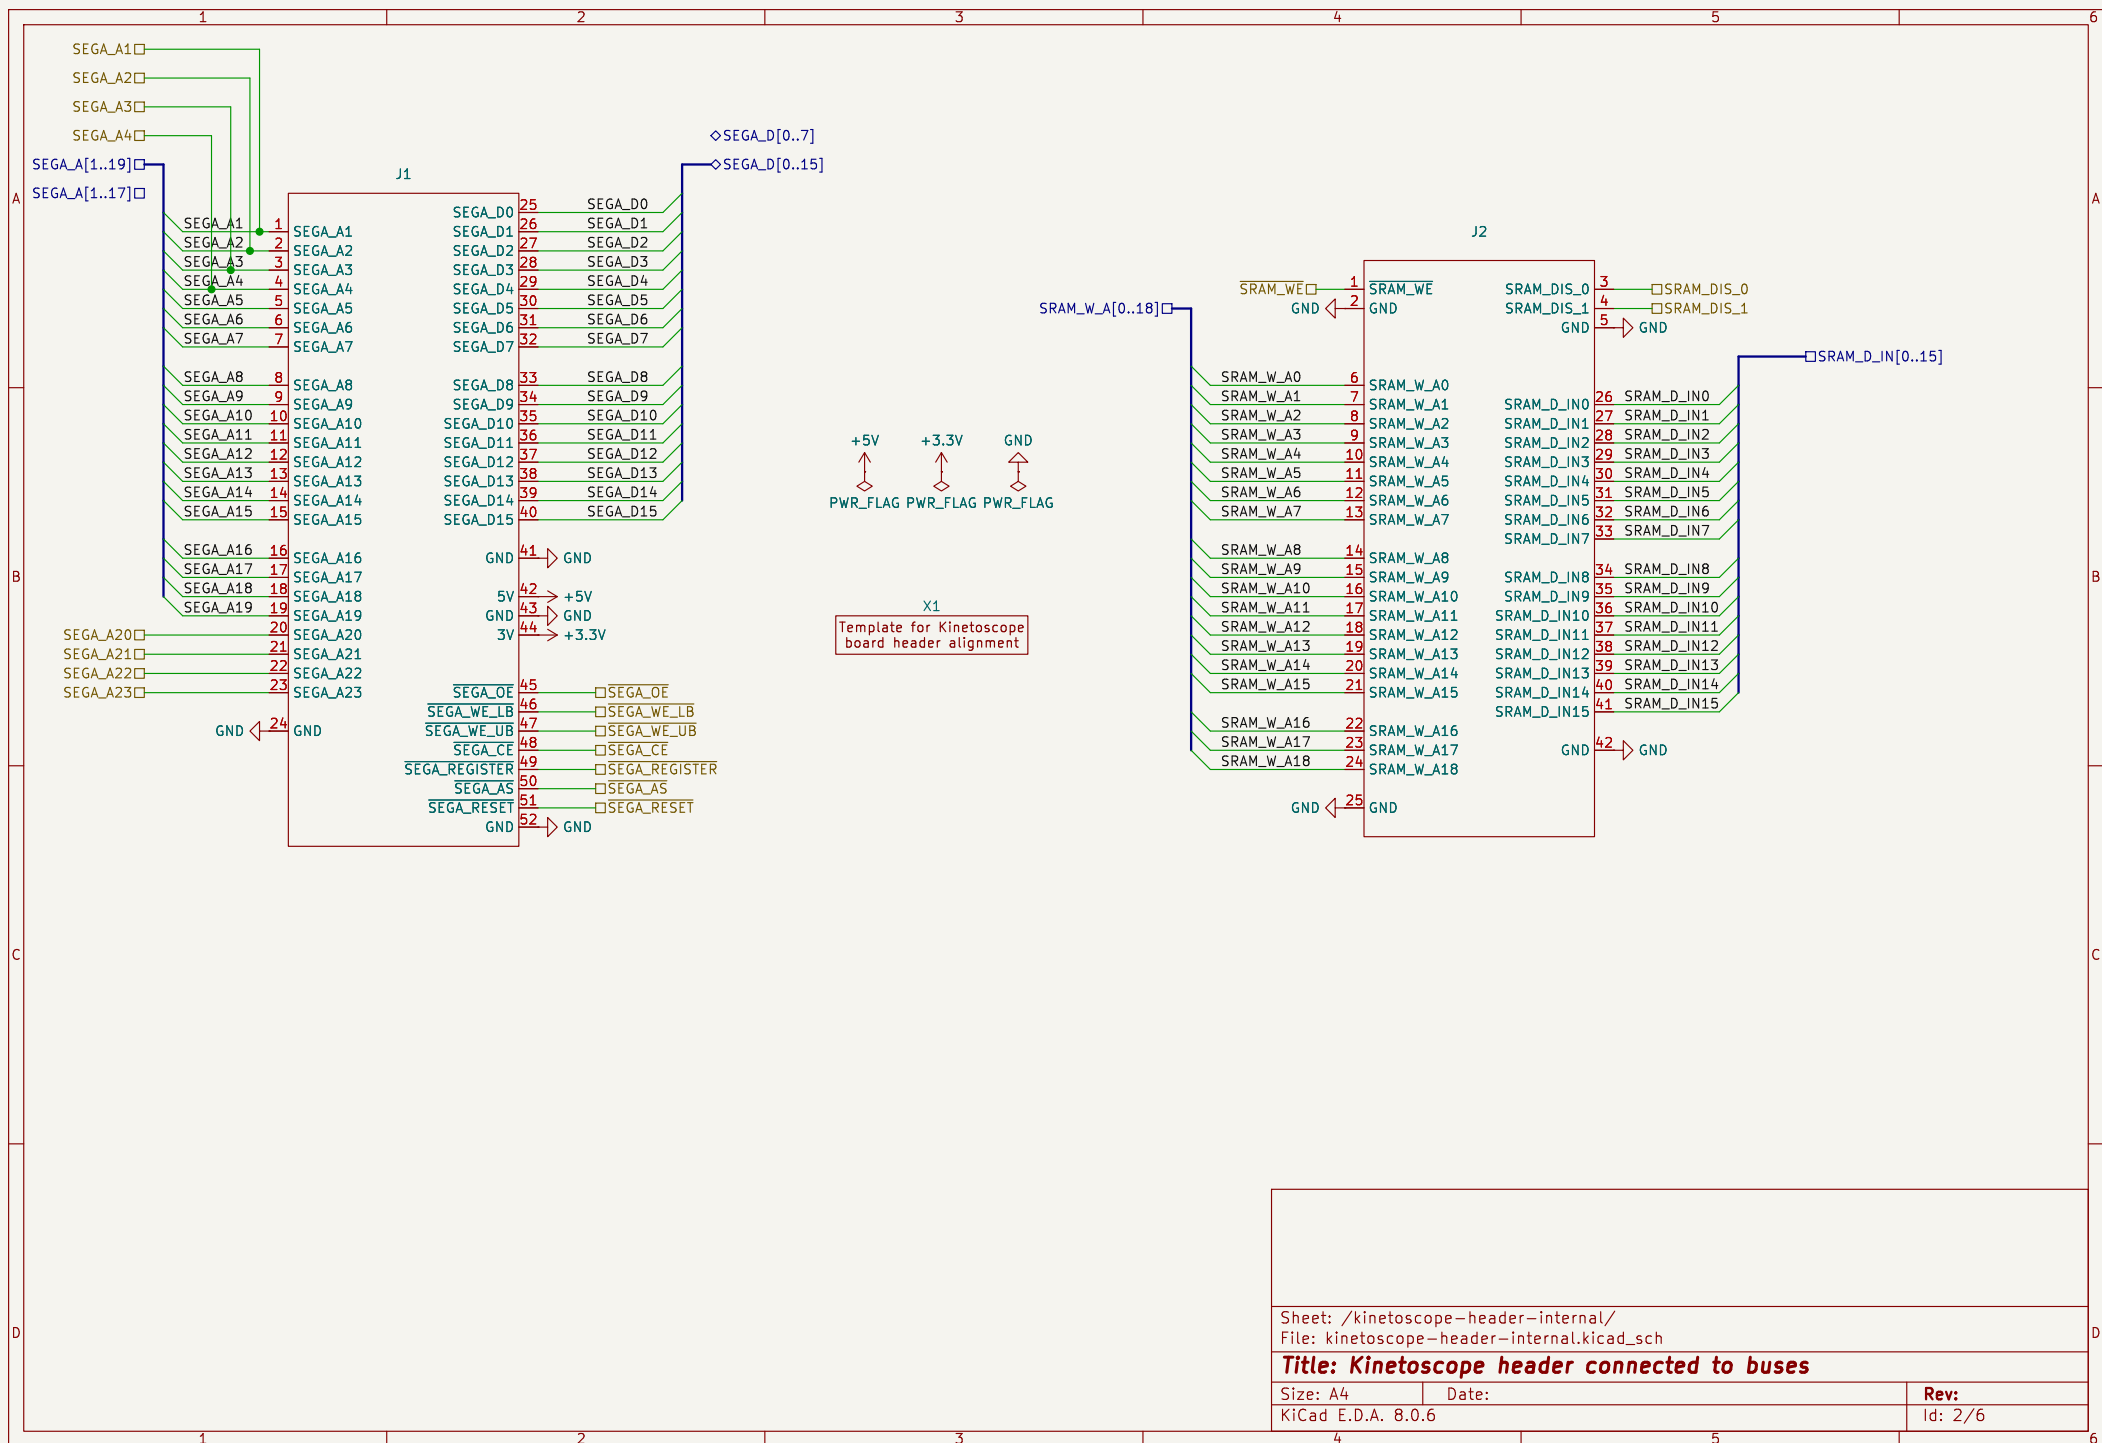 1 2 3 4 5 6
SEGA_A1
SEGA_A2
SEGA_A3
SEGA_A4
SEGA_A[1..19]
SEGA_A[1..17]
SEGA_D[0..7]
SEGA_D[0..15]
A
A
J1
SEGA_A1 1 SEGA_A1
SEGA_A2 2 SEGA_A2
SEGA_A3 3 SEGA_A3
SEGA_A4 4 SEGA_A4
SEGA_A5 5 SEGA_A5
SEGA_A6 6 SEGA_A6
SEGA_A7 7 SEGA_A7
SEGA_A8 8 SEGA_A8
SEGA_A9 9 SEGA_A9
SEGA_A10 10 SEGA_A10
SEGA_A11 11 SEGA_A11
SEGA_A12 12 SEGA_A12
SEGA_A13 13 SEGA_A13
SEGA_A14 14 SEGA_A14
SEGA_A15 15 SEGA_A15
SEGA_A16 16 SEGA_A16
SEGA_A17 17 SEGA_A17
SEGA_A18 18 SEGA_A18
SEGA_A19 19 SEGA_A19
SEGA_A20 20 SEGA_A20
SEGA_A21 21 SEGA_A21
SEGA_A22 22 SEGA_A22
SEGA_A23 23 SEGA_A23
GND 24 GND
SEGA_D0 25 SEGA_D0
SEGA_D1 26 SEGA_D1
SEGA_D2 27 SEGA_D2
SEGA_D3 28 SEGA_D3
SEGA_D4 29 SEGA_D4
SEGA_D5 30 SEGA_D5
SEGA_D6 31 SEGA_D6
SEGA_D7 32 SEGA_D7
SEGA_D8 33 SEGA_D8
SEGA_D9 34 SEGA_D9
SEGA_D10 35 SEGA_D10
SEGA_D11 36 SEGA_D11
SEGA_D12 37 SEGA_D12
SEGA_D13 38 SEGA_D13
SEGA_D14 39 SEGA_D14
SEGA_D15 40 SEGA_D15
GND 41 GND
5V 42 +5V
GND 43 GND
3V 44 +3.3V
SEGA_OE 45 SEGA_OE
SEGA_WE_LB 46 SEGA_WE_LB
SEGA_WE_UB 47 SEGA_WE_UB
SEGA_CE 48 SEGA_CE
SEGA_REGISTER 49 SEGA_REGISTER
SEGA_AS 50 SEGA_AS
SEGA_RESET 51 SEGA_RESET
GND 52 GND
+5V +3.3V GND
PWR_FLAG PWR_FLAG PWR_FLAG
X1
Template for Kinetoscope
board header alignment
J2
SRAM_WE 1 SRAM_WE
GND 2 GND
SRAM_W_A[0..18]
SRAM_W_A0 6 SRAM_W_A0
SRAM_W_A1 7 SRAM_W_A1
SRAM_W_A2 8 SRAM_W_A2
SRAM_W_A3 9 SRAM_W_A3
SRAM_W_A4 10 SRAM_W_A4
SRAM_W_A5 11 SRAM_W_A5
SRAM_W_A6 12 SRAM_W_A6
SRAM_W_A7 13 SRAM_W_A7
SRAM_W_A8 14 SRAM_W_A8
SRAM_W_A9 15 SRAM_W_A9
SRAM_W_A10 16 SRAM_W_A10
SRAM_W_A11 17 SRAM_W_A11
SRAM_W_A12 18 SRAM_W_A12
SRAM_W_A13 19 SRAM_W_A13
SRAM_W_A14 20 SRAM_W_A14
SRAM_W_A15 21 SRAM_W_A15
SRAM_W_A16 22 SRAM_W_A16
SRAM_W_A17 23 SRAM_W_A17
SRAM_W_A18 24 SRAM_W_A18
GND 25 GND
SRAM_DIS_0 3 SRAM_DIS_0
SRAM_DIS_1 4 SRAM_DIS_1
GND 5 GND
SRAM_D_IN[0..15]
SRAM_D_IN0 26 SRAM_D_IN0
SRAM_D_IN1 27 SRAM_D_IN1
SRAM_D_IN2 28 SRAM_D_IN2
SRAM_D_IN3 29 SRAM_D_IN3
SRAM_D_IN4 30 SRAM_D_IN4
SRAM_D_IN5 31 SRAM_D_IN5
SRAM_D_IN6 32 SRAM_D_IN6
SRAM_D_IN7 33 SRAM_D_IN7
SRAM_D_IN8 34 SRAM_D_IN8
SRAM_D_IN9 35 SRAM_D_IN9
SRAM_D_IN10 36 SRAM_D_IN10
SRAM_D_IN11 37 SRAM_D_IN11
SRAM_D_IN12 38 SRAM_D_IN12
SRAM_D_IN13 39 SRAM_D_IN13
SRAM_D_IN14 40 SRAM_D_IN14
SRAM_D_IN15 41 SRAM_D_IN15
GND 42 GND
B
B
C
C
D
D
Sheet: /kinetoscope-header-internal/
File: kinetoscope-header-internal.kicad_sch
Title: Kinetoscope header connected to buses
Size: A4 Date: Rev:
KiCad E.D.A. 8.0.6 Id: 2/6
1 2 3 4 5 6